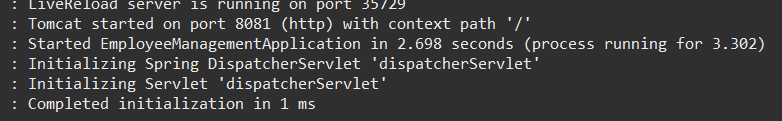 : LiveReload server is running on port 35729
: Tomcat started on port 8081 (http) with context path '/'
: Started EmployeeManagementApplication in 2.698 seconds (process running for 3.302)
: Initializing Spring DispatcherServlet 'dispatcherServlet'
: Initializing Servlet 'dispatcherServlet'
: Completed initialization in 1 ms